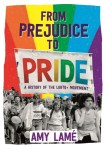 FROM
PREJUDICE
TO
PRIDE
A HISTORY OF THE LGBTQ+ MOVEMENT
AMY LAMÉ